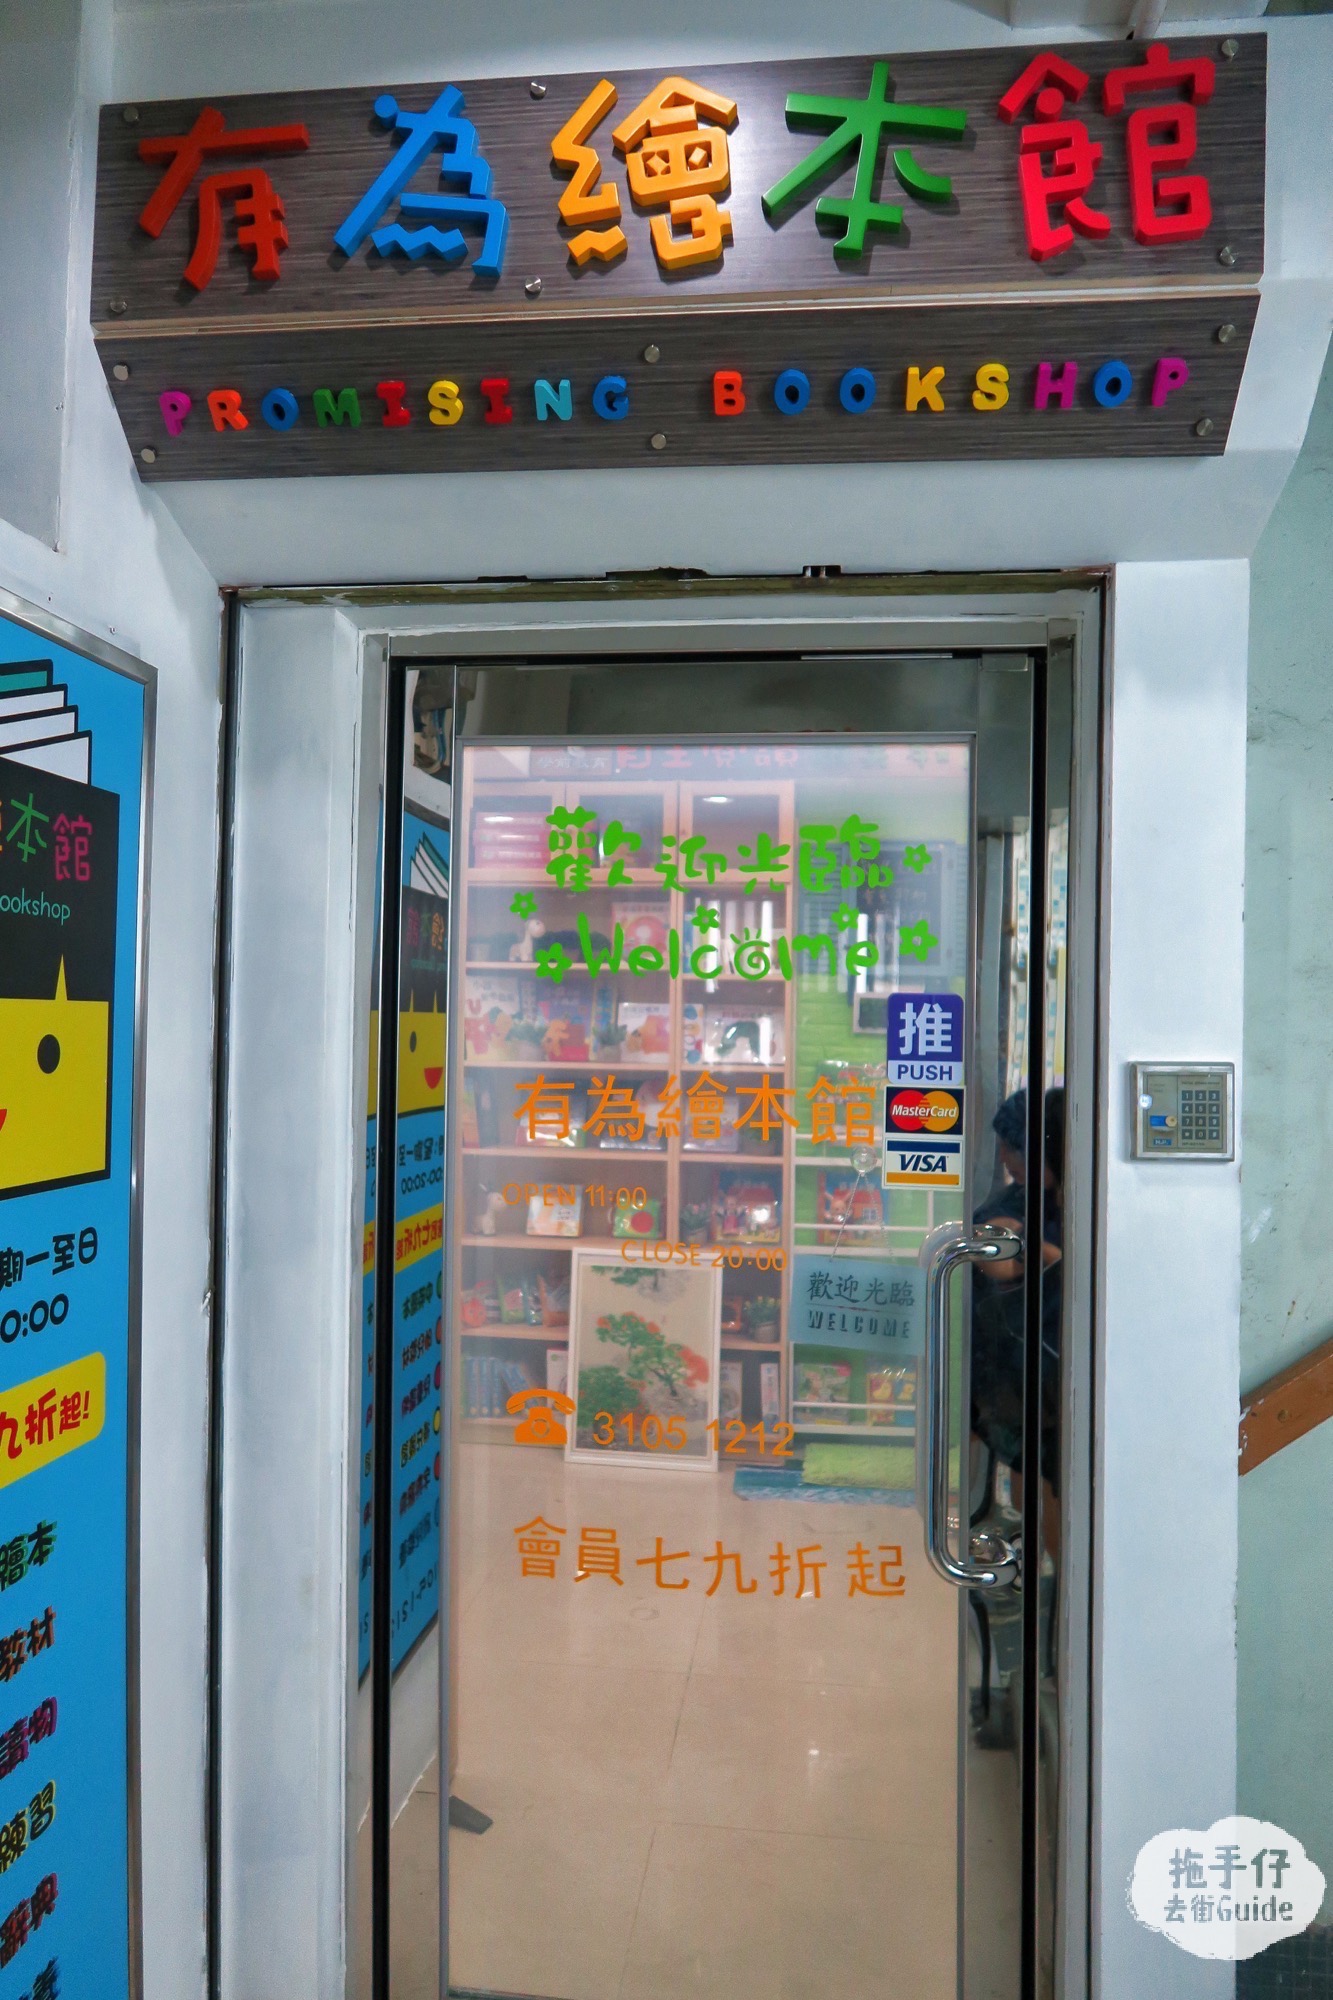 有為繪本館
PROMISING BOOKSHOP
本館
ookshop
期一至日
0:00
九折起!
繪本
教材
讀物
練習
辭典
歡迎光臨
Welcome
推
PUSH
MasterCard
VISA
有為繪本館
OPEN 11:00
CLOSE 20:00
歡迎光臨
WELCOME
3105 1212
會員七九折起
拖手仔
去街Guide